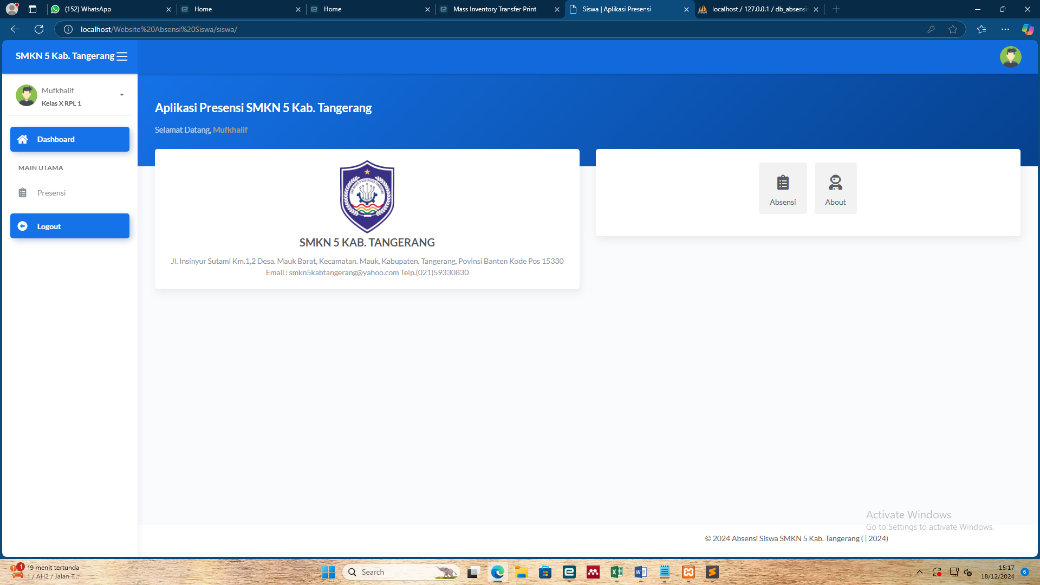 (152) WhatsApp
Home
Home
Mass Inventory Transfer Print
Siswa | Aplikasi Presensi
localhost / 127.0.0.1 / db_absensi
localhost/Website%20Absensi%20Siswa/siswa/
SMKN 5 Kab. Tangerang
Mufkhalif
Kelas X RPL 1
Dashboard
MAIN UTAMA
Presensi
Logout
Aplikasi Presensi SMKN 5 Kab. Tangerang
Selamat Datang, Mufkhalif
SMKN 5 KAB. TANGERANG
Jl. Insinyur Sutami Km.1,2 Desa. Mauk Barat, Kecamatan. Mauk, Kabupaten. Tangerang, Povinsi Banten Kode Pos 15330
Email : smkn5kabtangerang@yahoo.com Telp.(021)59330830
Absensi
About
Activate Windows
Go to Settings to activate Windows.
© 2024 Absensi Siswa SMKN 5 Kab. Tangerang ( | 2024)
1
19 menit tertunda
Search
15:17
18/12/2024